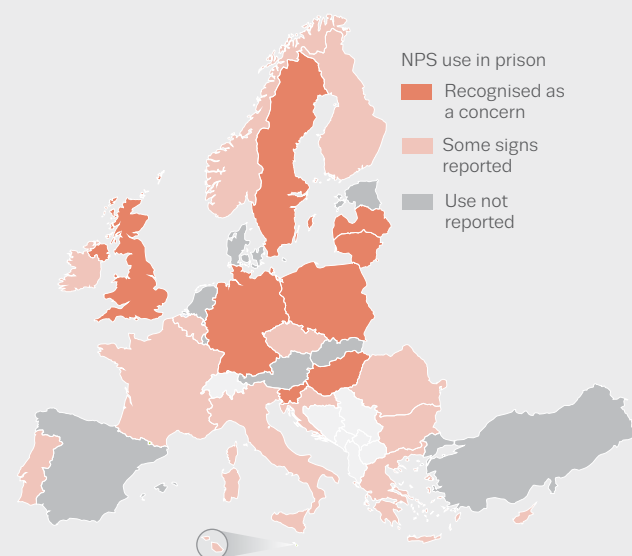 NPS use in prison
Recognised as
a concern
Some signs
reported
Use not
reported